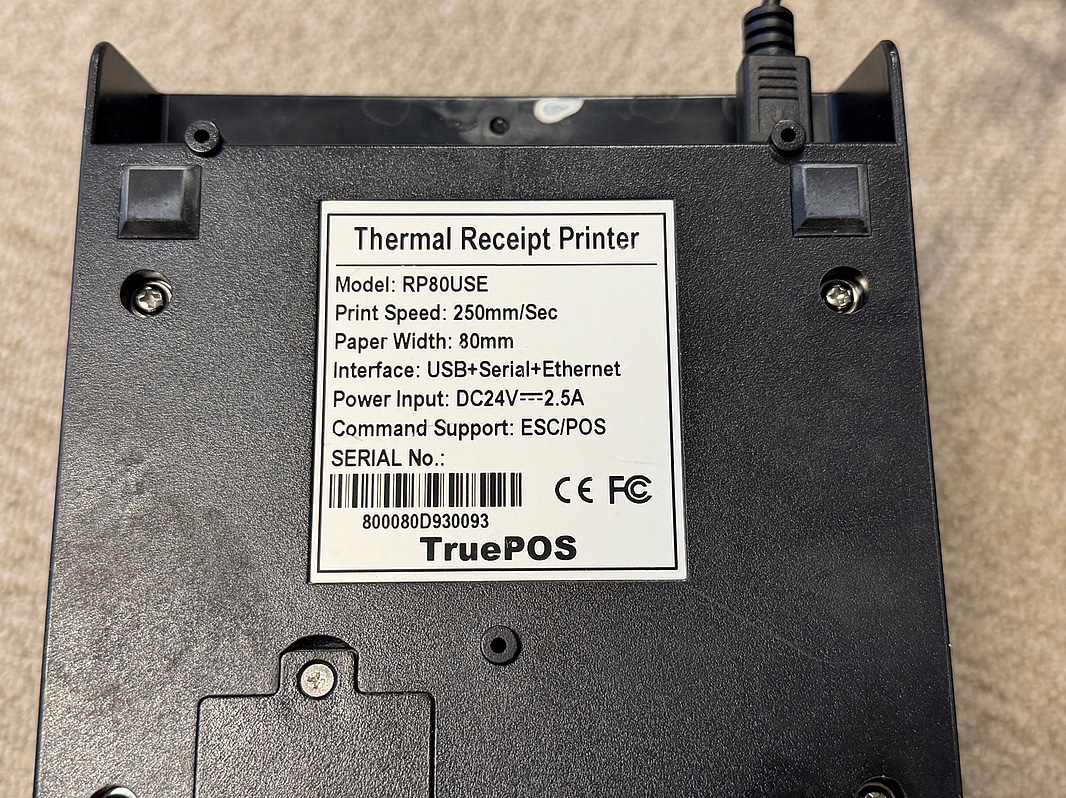 Thermal Receipt Printer
Model: RP80USE
Print Speed: 250mm/Sec
Paper Width: 80mm
Interface: USB+Serial+Ethernet
Power Input: DC24V⎓2.5A
Command Support: ESC/POS
SERIAL No.:
CE FC
800080D930093
TruePOS